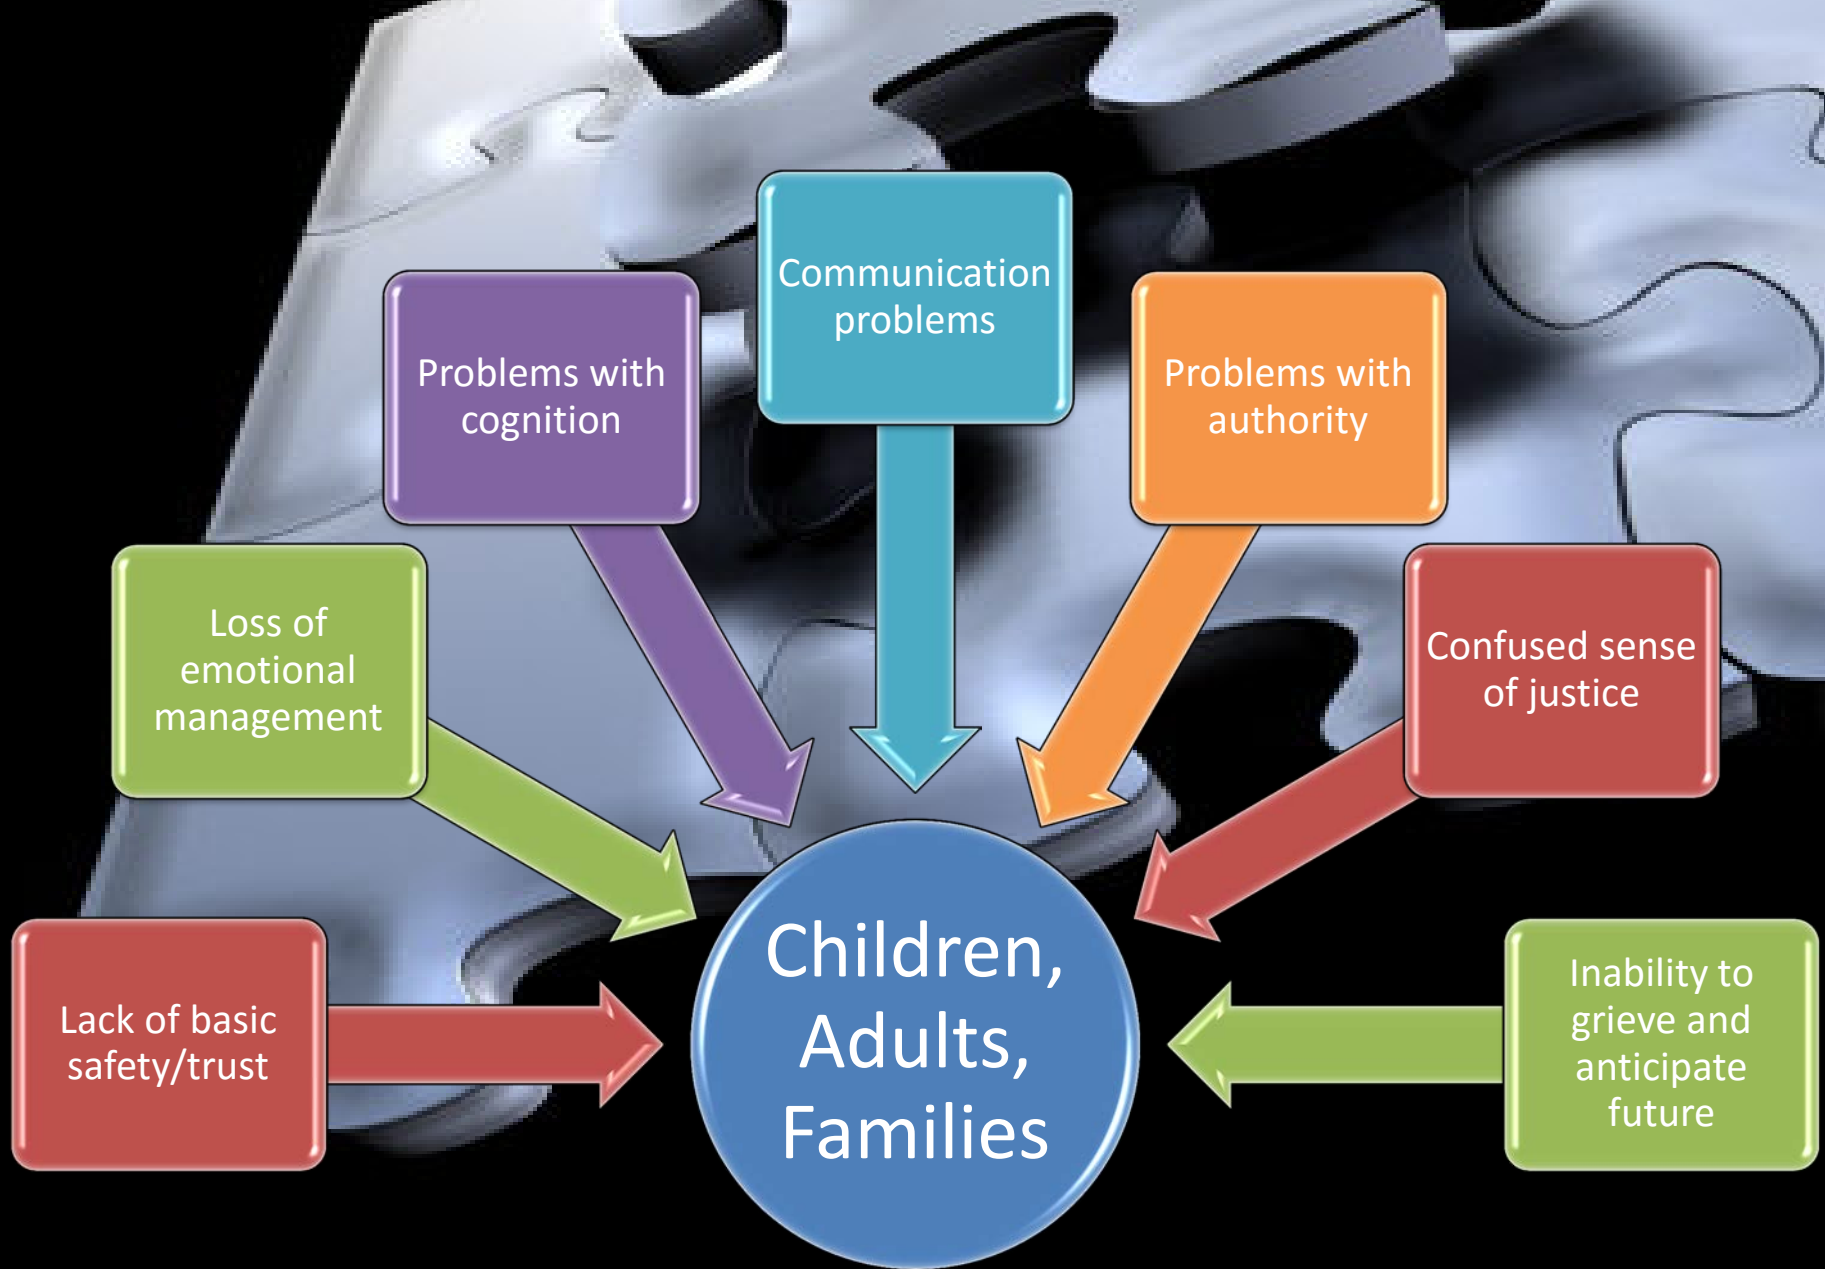 Communication
problems
Problems with
cognition
Problems with
authority
Loss of
emotional
management
Confused sense
of justice
Lack of basic
safety/trust
Children,
Adults,
Families
Inability to
grieve and
anticipate
future